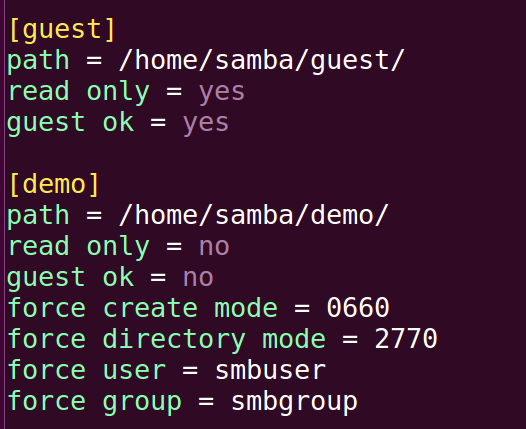 [guest]
path = /home/samba/guest/
read only = yes
guest ok = yes
[demo]
path = /home/samba/demo/
read only = no
guest ok = no
force create mode = 0660
force directory mode = 2770
force user = smbuser
force group = smbgroup